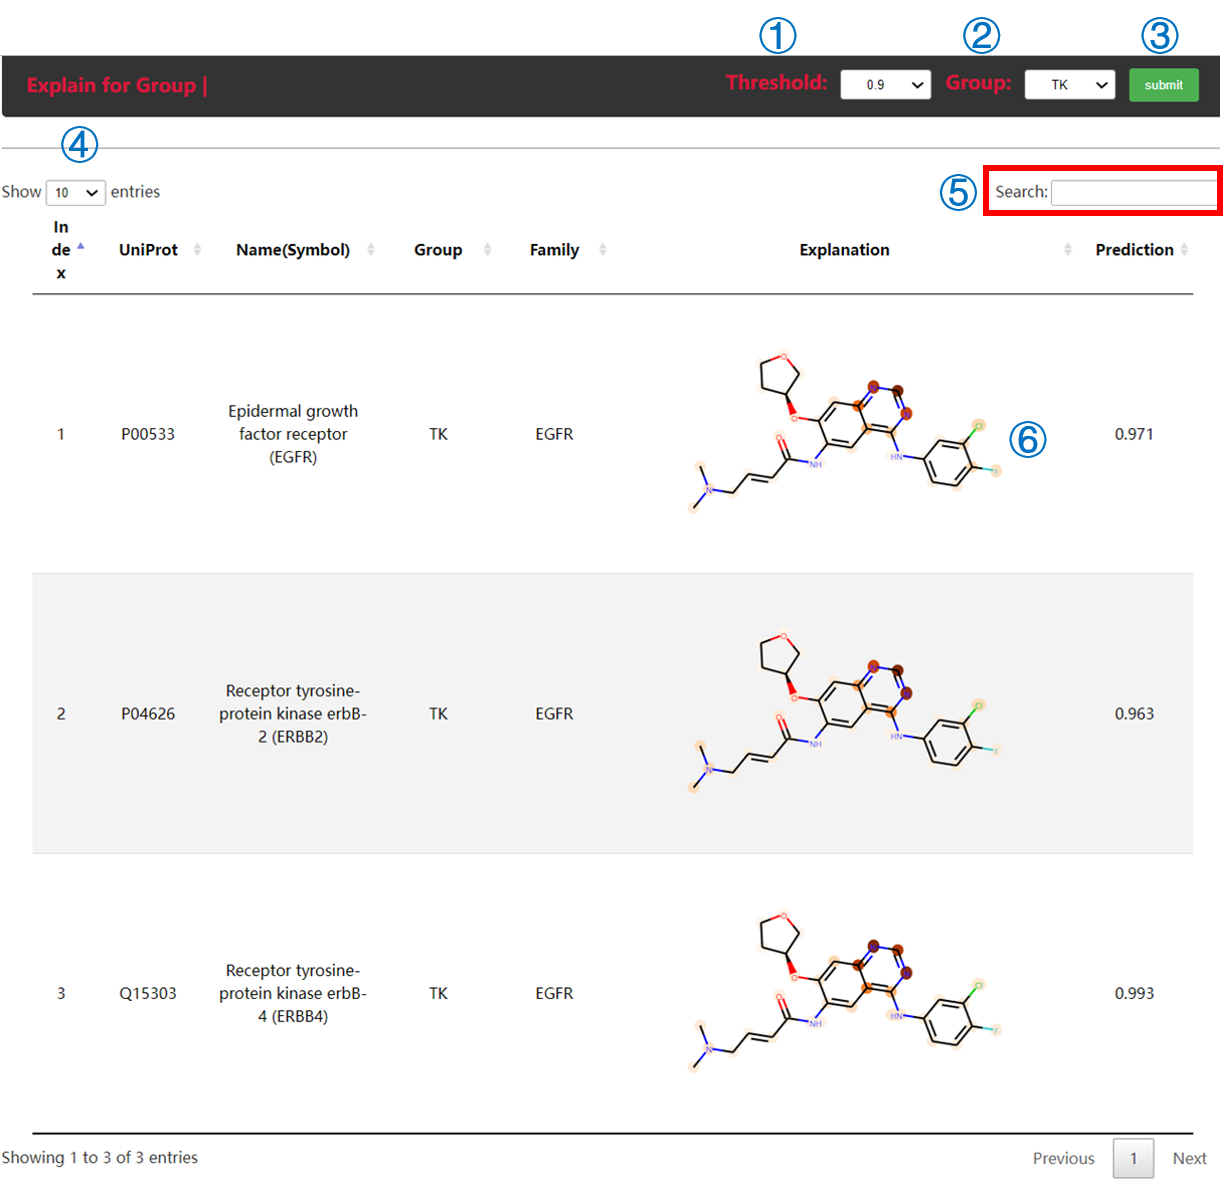 ① ② ③
Explain for Group | Threshold: 0.9 Group: TK submit
④
Show 10 entries ⑤ Search:
In
de
x
UniProt Name(Symbol) Group Family Explanation Prediction
1 P00533 Epidermal growth
factor receptor
(EGFR)
TK EGFR
O
O
O
NH
N
N
N
HN
Cl
F
⑥
0.971
2 P04626 Receptor tyrosine-
protein kinase erbB-
2 (ERBB2)
TK EGFR
O
O
O
NH
N
N
N
HN
Cl
F
0.963
3 Q15303 Receptor tyrosine-
protein kinase erbB-
4 (ERBB4)
TK EGFR
O
O
O
NH
N
N
N
HN
Cl
F
0.993
Showing 1 to 3 of 3 entries Previous 1 Next